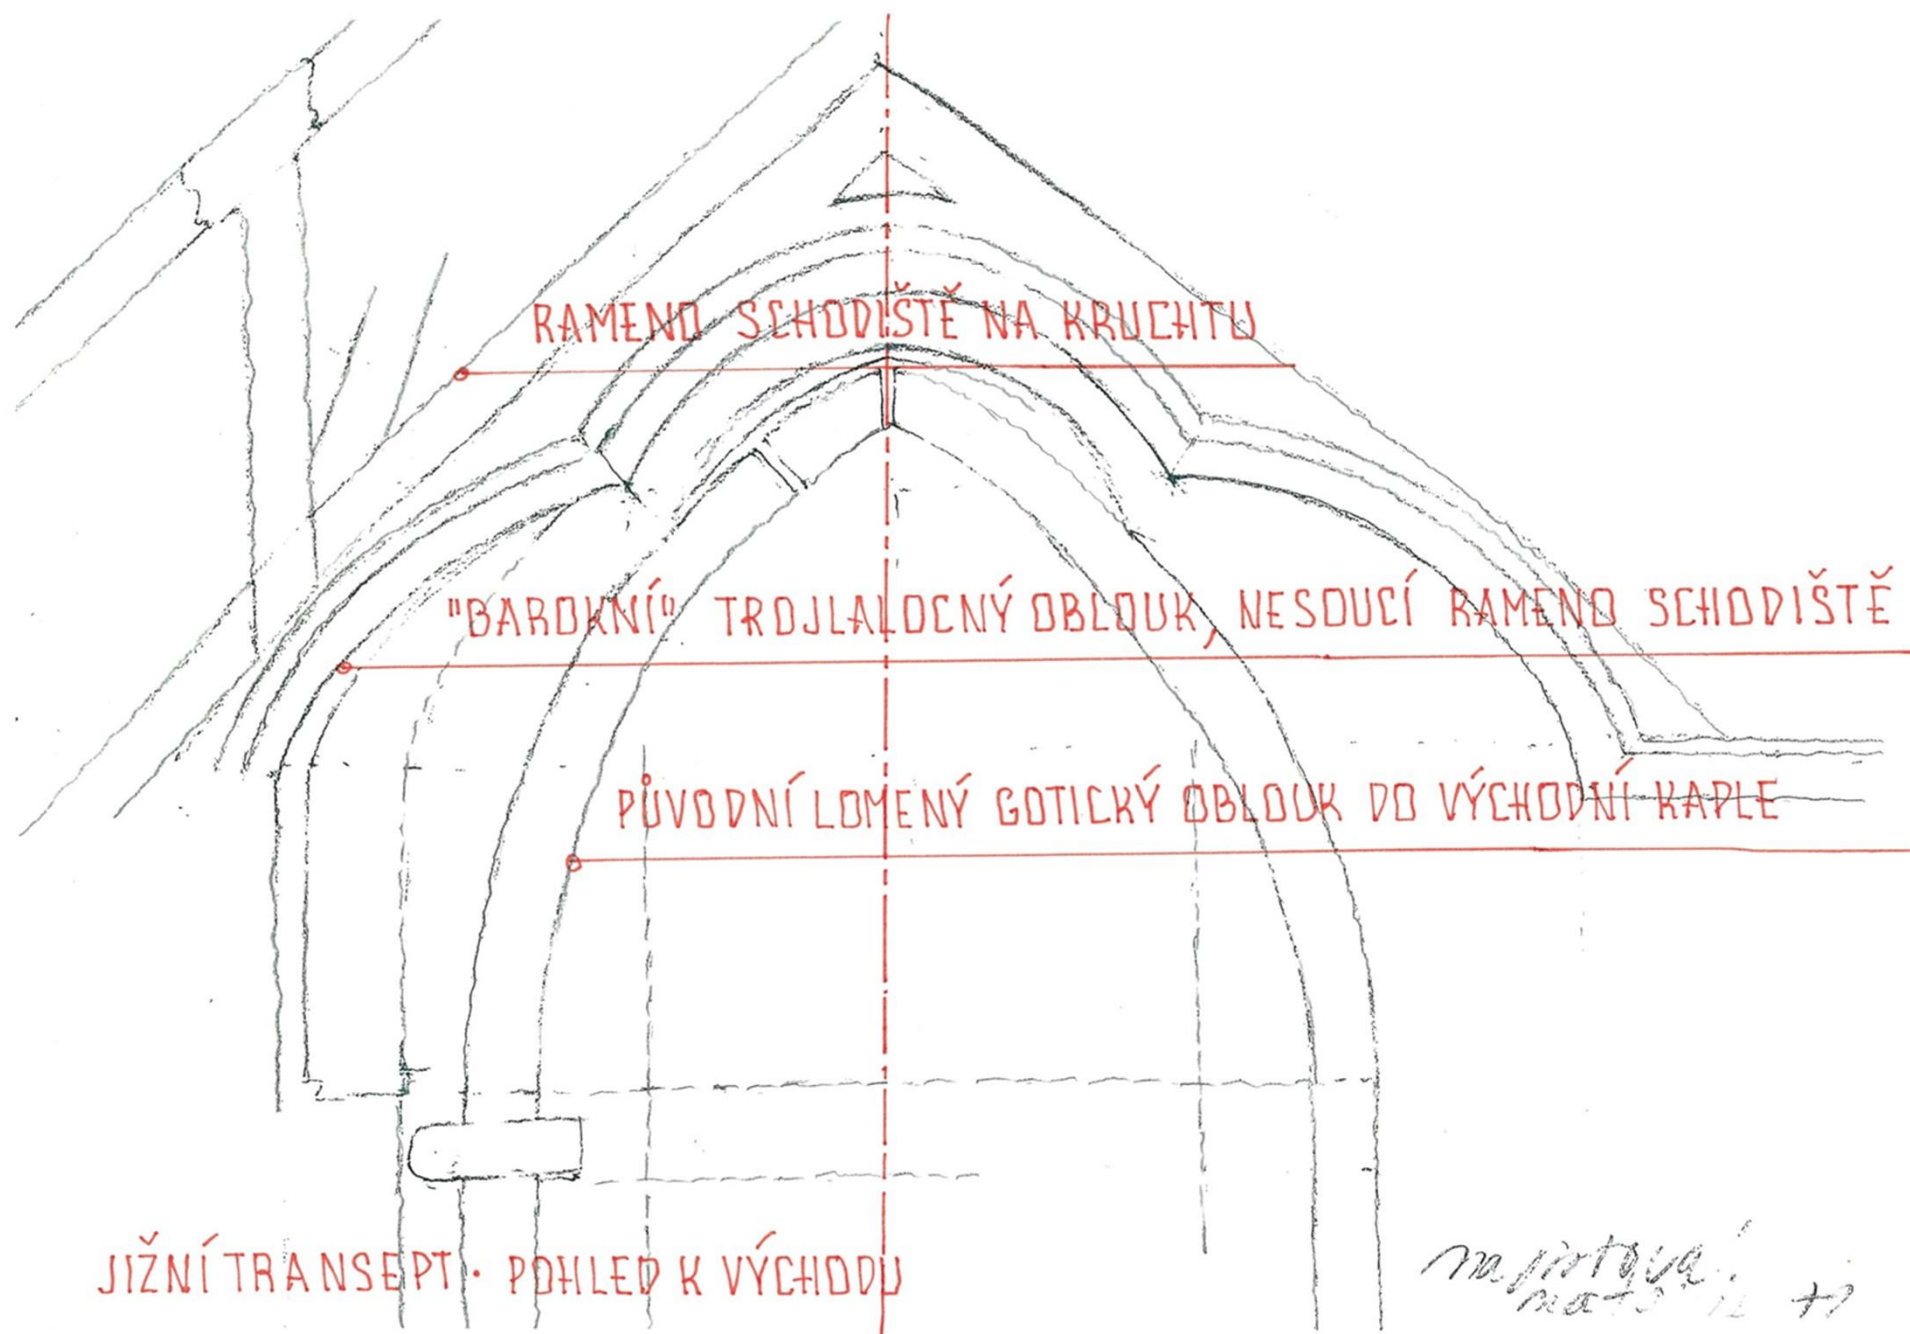 RAMENO SCHODIŠTĚ NA KRUCHTU
"BAROKNÍ" TROJLALOCNÝ OBLOUK, NESOUCÍ RAMENO SCHODIŠTĚ
PŮVODNÍ LOMENÝ GOTICKÝ OBLOUK DO VÝCHODNÍ KAPLE
JIŽNÍ TRANSEPT · POHLED K VÝCHODU